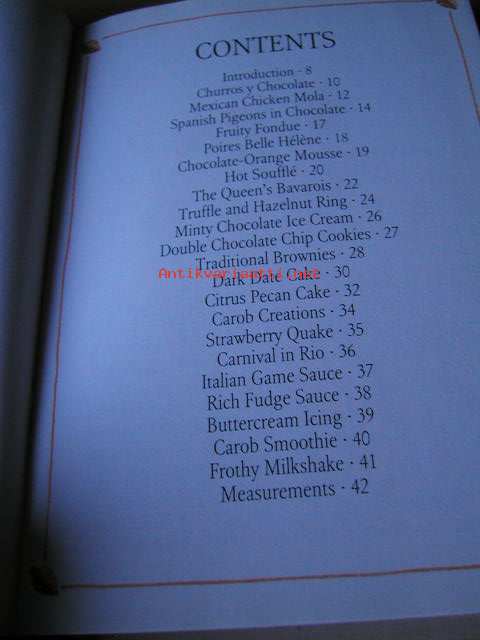 CONTENTS
Introduction · 8
Churros y Chocolate · 10
Mexican Chicken Mola · 12
Spanish Pigeons in Chocolate · 14
Fruity Fondue · 17
Poires Belle Hélène · 18
Chocolate-Orange Mousse · 19
Hot Soufflé · 20
The Queen's Bavarois · 22
Truffle and Hazelnut Ring · 24
Minty Chocolate Ice Cream · 26
Double Chocolate Chip Cookies · 27
Traditional Brownies · 28
Dark Date Cake · 30
Citrus Pecan Cake · 32
Carob Creations · 34
Strawberry Quake · 35
Carnival in Rio · 36
Italian Game Sauce · 37
Rich Fudge Sauce · 38
Buttercream Icing · 39
Carob Smoothie · 40
Frothy Milkshake · 41
Measurements · 42